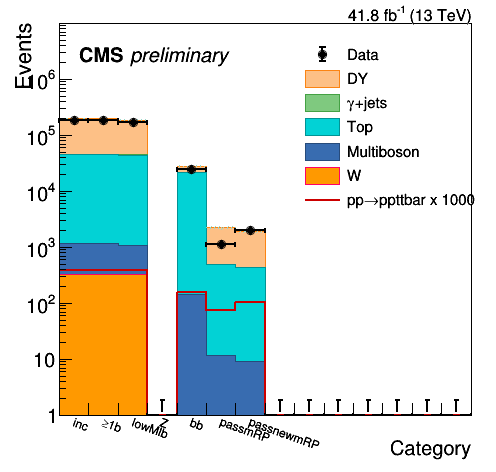 41.8 fb⁻¹ (13 TeV)
Events
CMS preliminary
Data
DY
γ+jets
Top
Multiboson
W
pp→ppttbar x 1000
10⁶
10⁵
10⁴
10³
10²
10
1
inc
≥1b
lowMlb
Z
bb
passmRP
passnewmRP
Category